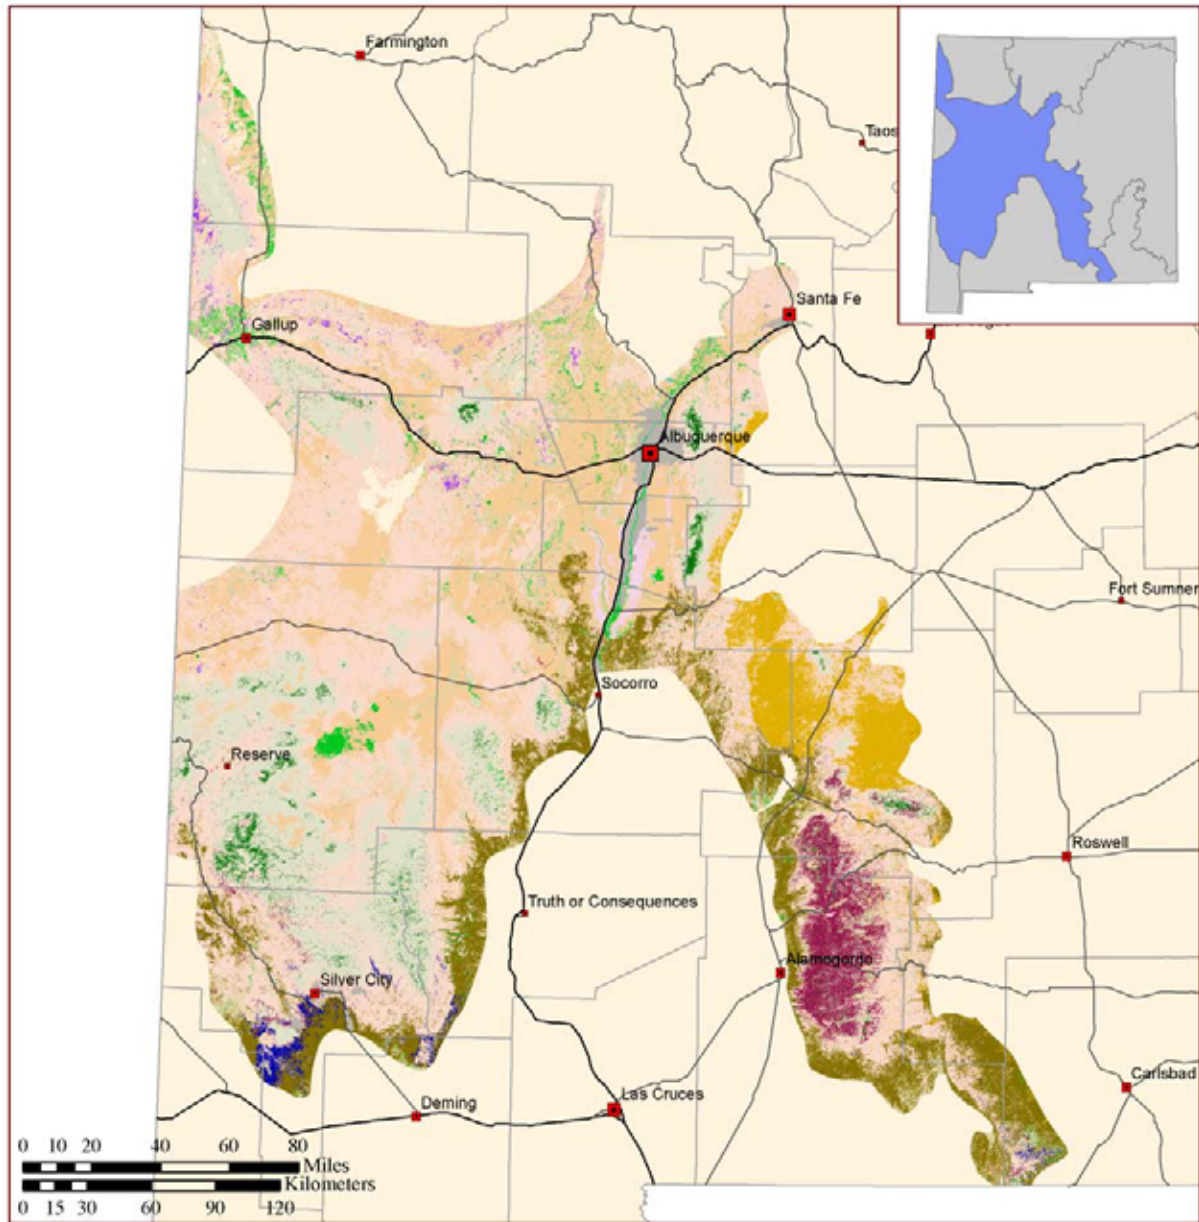 Farmington
Taos
Santa Fe
Gallup
Albuquerque
Fort Sumner
Socorro
Reserve
Roswell
Truth or Consequences
Alamogordo
Silver City
Carlsbad
Las Cruces
Deming
0 10 20 40 60 80
Miles
Kilometers
0 15 30 60 90 120